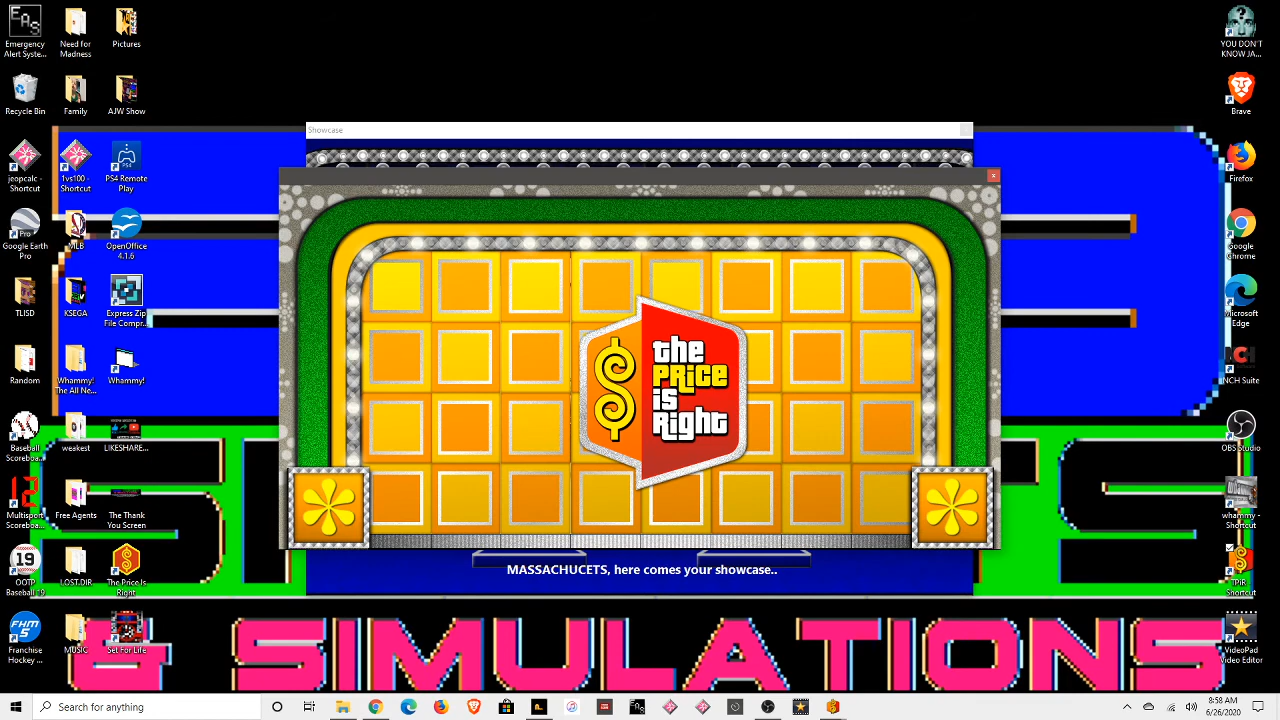 Emergency
Alert Syste...
Need for
Madness
Pictures
Recycle Bin
Family
AJW Show
Shortcut
1vs100 -
Shortcut
PS4 Remote
Play
Google Earth
Pro
MLB
OpenOffice
4.1.6
TLISD
KSEGA
Express Zip
File Compr...
Random
Whammy!
The All Ne...
Whammy!
Baseball
Scoreboa...
weakest
LIKESHARE...
Multisport
Scoreboa...
Free Agents
The Thank
You Screen
OOTP
Baseball 19
LOST.DIR
The Price Is
Right
Franchise
Hockey ...
MUSIC
Set For Life
Showcase
the
PRiCe
is
Right
MASSACHUCETS, here comes your showcase..
& SIMULATIONS
YOU DON'T
KNOW JA...
Brave
Firefox
Google
Chrome
Microsoft
Edge
NCH Suite
OBS Studio
whammy -
Shortcut
TPiR
Shortcut
VideoPad
Video Editor
Search for anything
8:58 AM
6/26/2020